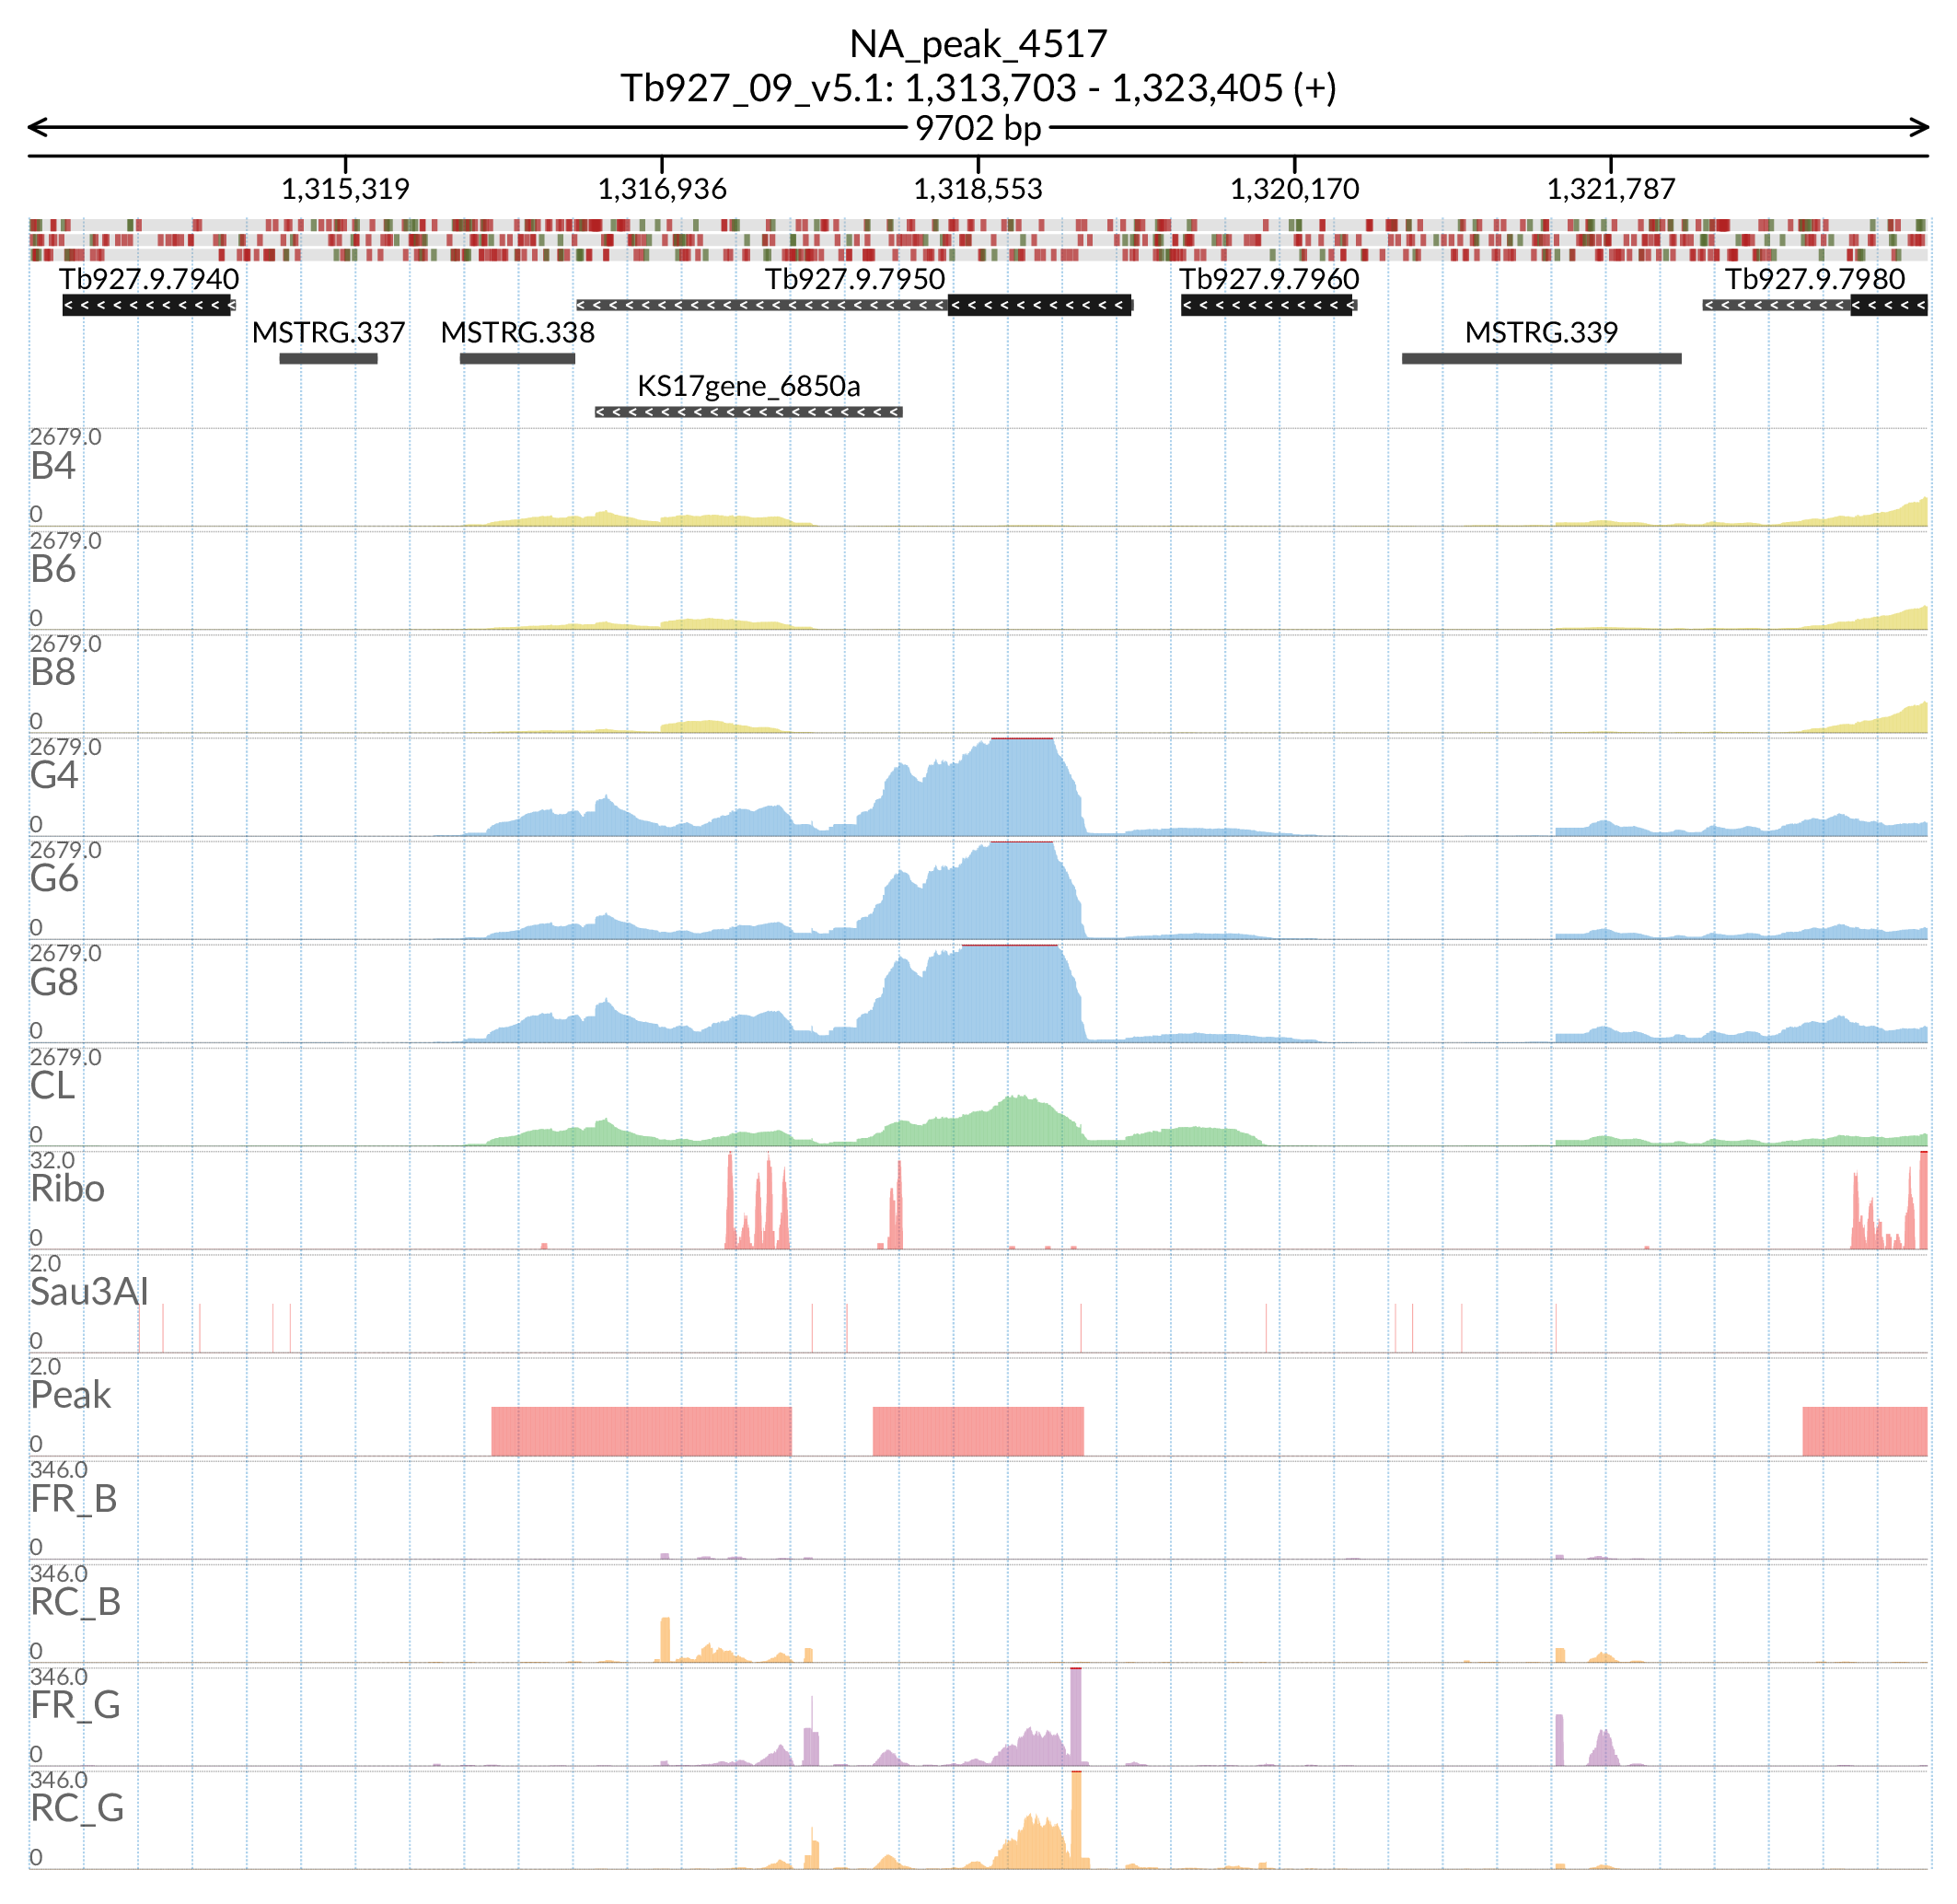 NA_peak_4517
Tb927_09_v5.1: 1,313,703 - 1,323,405 (+)
9702 bp
1,315,319 1,316,936 1,318,553 1,320,170 1,321,787
Tb927.9.7940 Tb927.9.7950 Tb927.9.7960 Tb927.9.7980
MSTRG.337 MSTRG.338 MSTRG.339
KS17gene_6850a
2679.0
B4
0
2679.0
B6
0
2679.0
B8
0
2679.0
G4
0
2679.0
G6
0
2679.0
G8
0
2679.0
CL
0
32.0
Ribo
0
2.0
Sau3AI
0
2.0
Peak
0
346.0
FR_B
0
346.0
RC_B
0
346.0
FR_G
0
346.0
RC_G
0